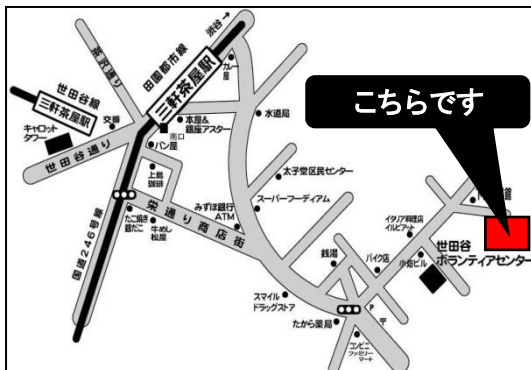 こちらです
渋谷→
田園都市線
三軒茶屋駅
茶沢通り
世田谷線
三軒茶屋駅
キャロット
タワー
交番
世田谷通り
カレー
屋
本屋&
銀座アスター
南口
パン屋
水道局
上島
珈琲
太子堂区民センター
スーパーフーディアム
みずほ銀行
ATM
栄通り商店街
たこ焼き
銀だこ
牛めし
松屋
国道246号線
イタリア料理店
イルピアット
世田谷
ボランティアセンター
小畑ビル
バイク店
銭湯
スマイル
ドラッグストア
たから薬局
P
〒
コンビニ
ファミリー
マート